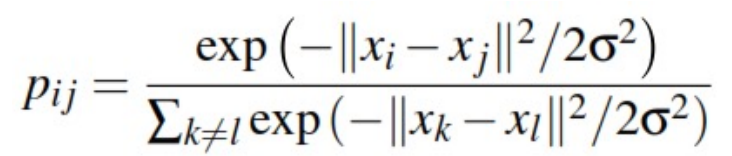 p_{ij} = \frac{\exp\left(-\|x_i - x_j\|^2/2\sigma^2\right)}{\sum_{k \neq l} \exp\left(-\|x_k - x_l\|^2/2\sigma^2\right)}